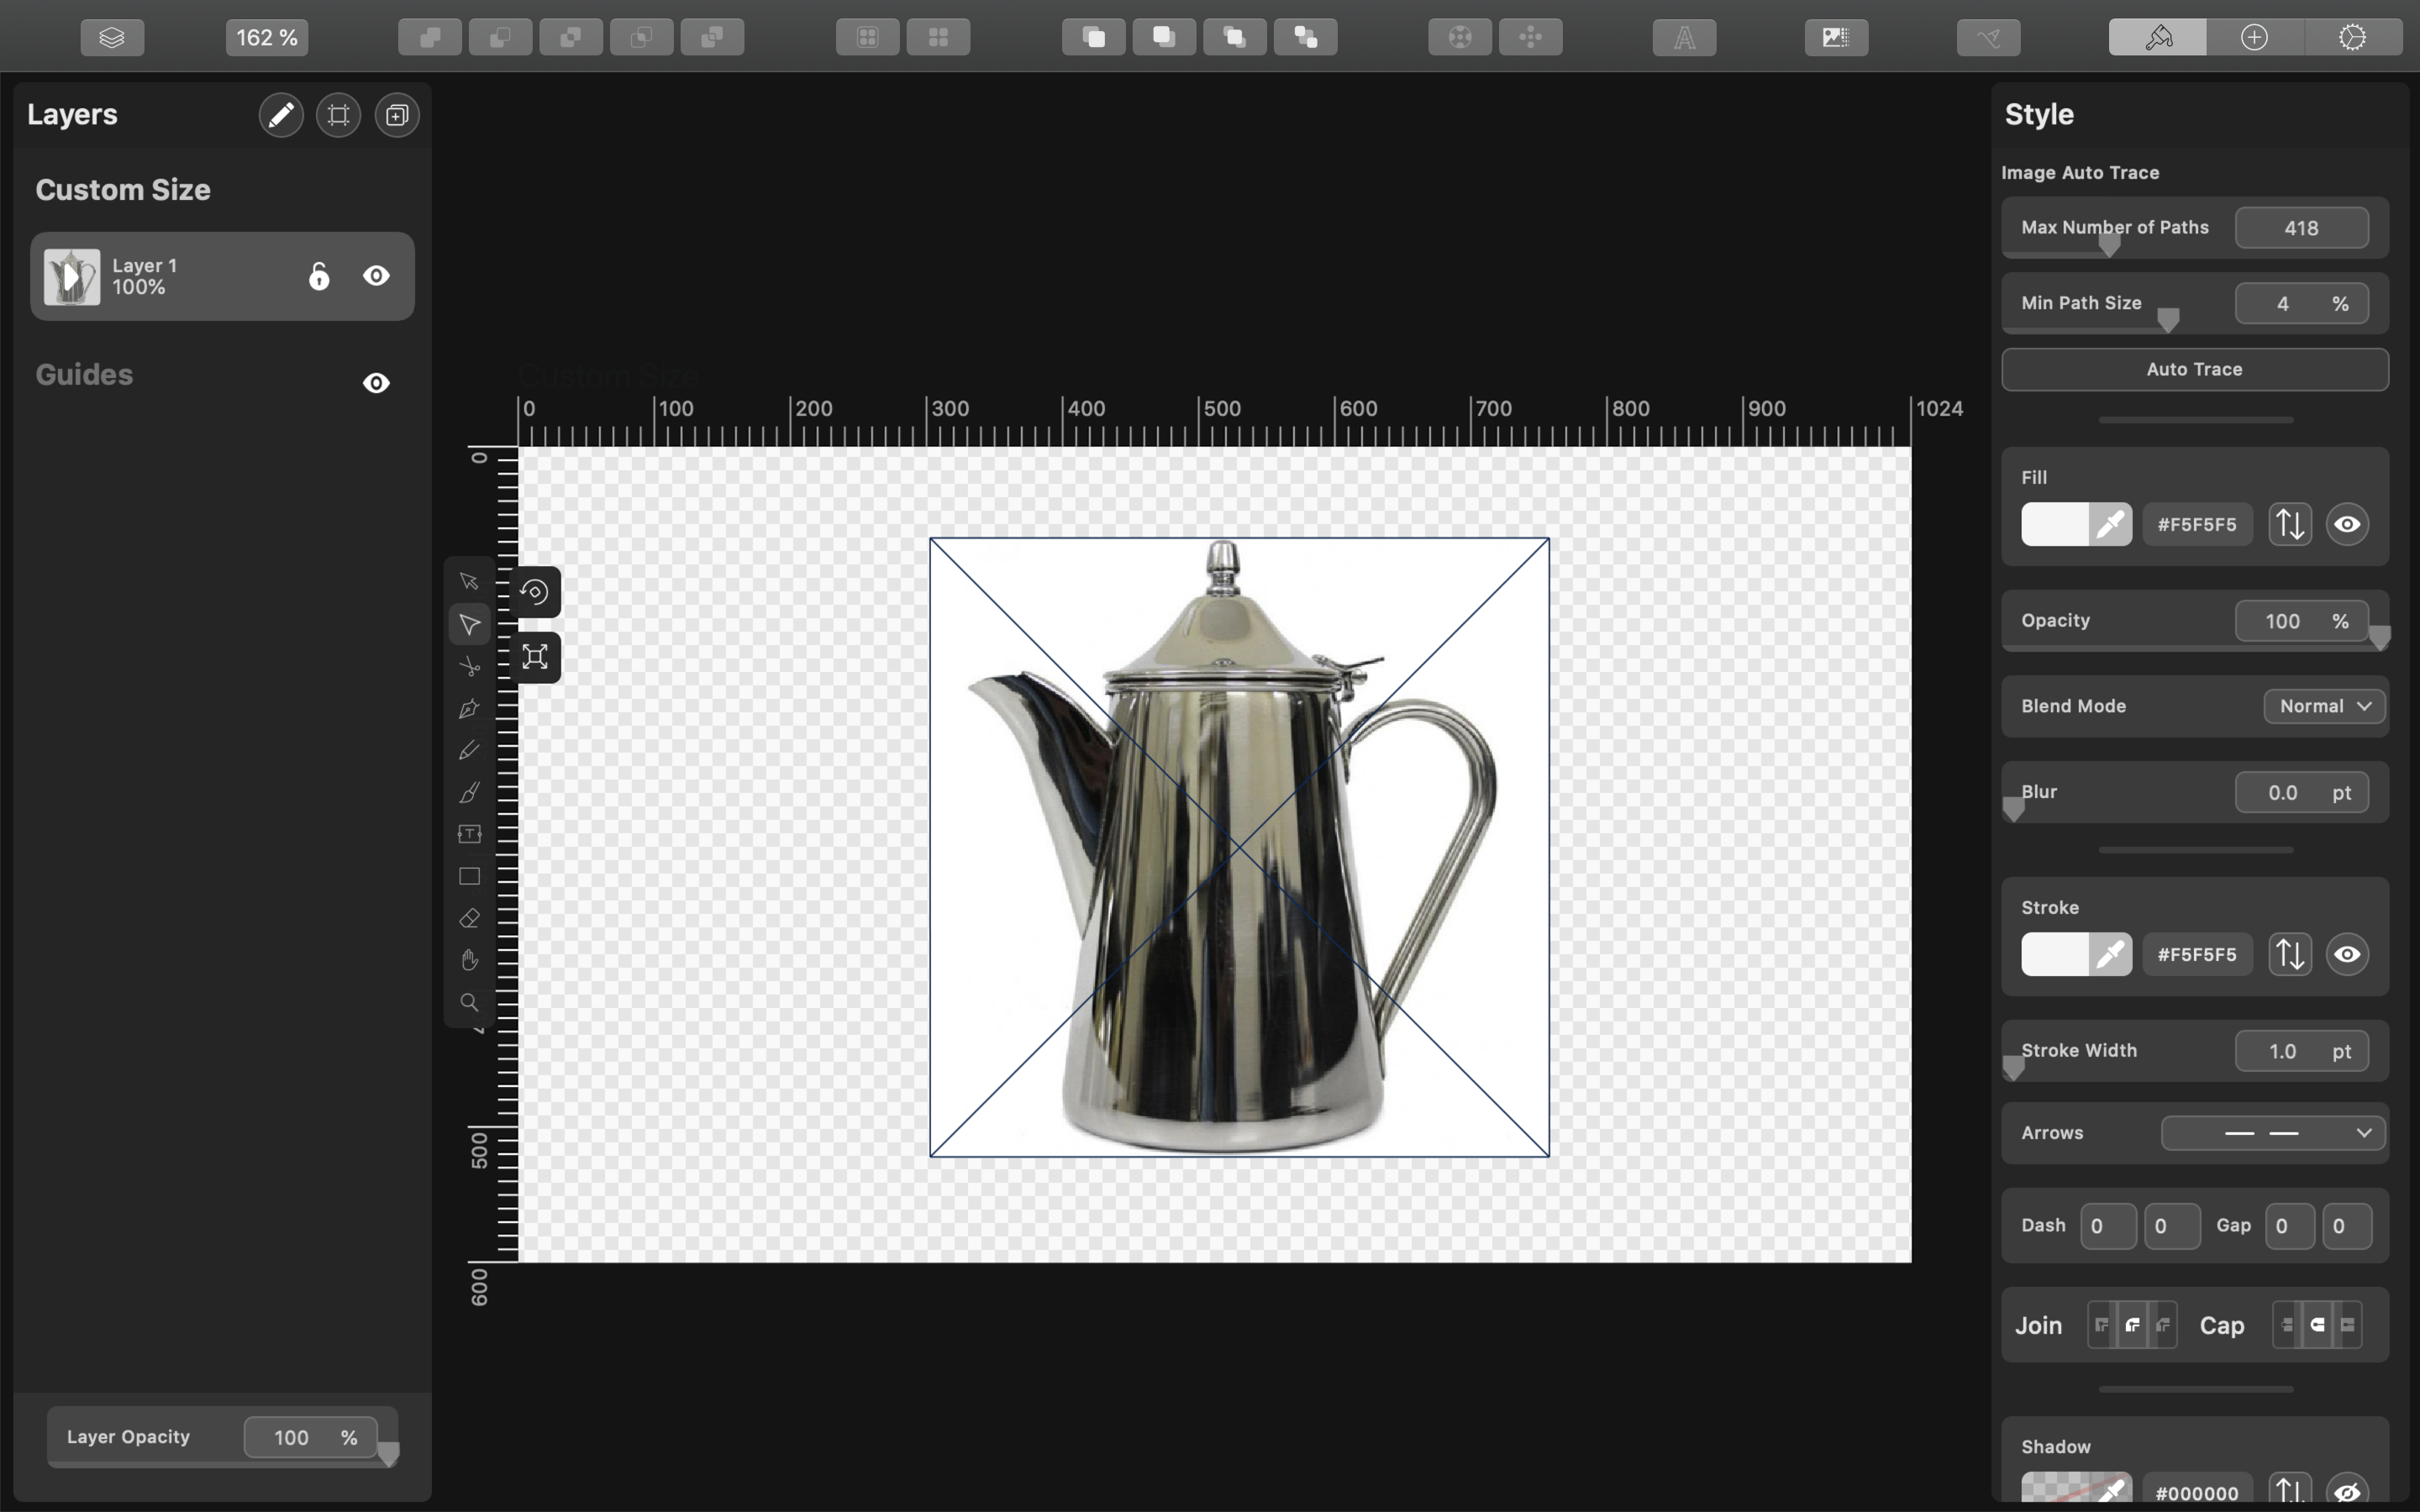 162 %
Layers
Custom Size
Layer 1
100%
Guides
Layer Opacity 100 %
Custom Size
0 100 200 300 400 500 600 700 800 900 1024
0
500
600
Style
Image Auto Trace
Max Number of Paths 418
Min Path Size 4 %
Auto Trace
Fill
#F5F5F5
Opacity 100 %
Blend Mode Normal
Blur 0.0 pt
Stroke
#F5F5F5
Stroke Width 1.0 pt
Arrows
Dash 0 0 Gap 0 0
Join Cap
Shadow
#000000